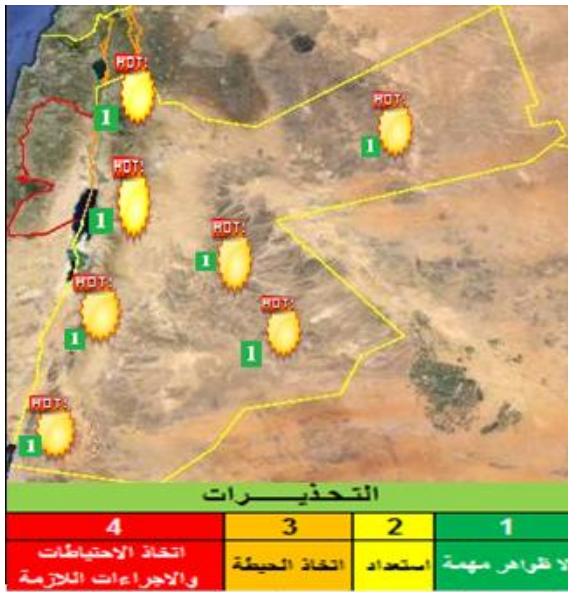 HOT!
1
HOT!
1
HOT!
1
HOT!
1
HOT!
1
HOT!
1
HOT!
1
التـحـذيـــــرات
1
2
3
4
لا ظواهر مهمة
استعداد
اتخاذ الحيطة
اتخاذ الاحتياطات
والاجراءات اللازمة